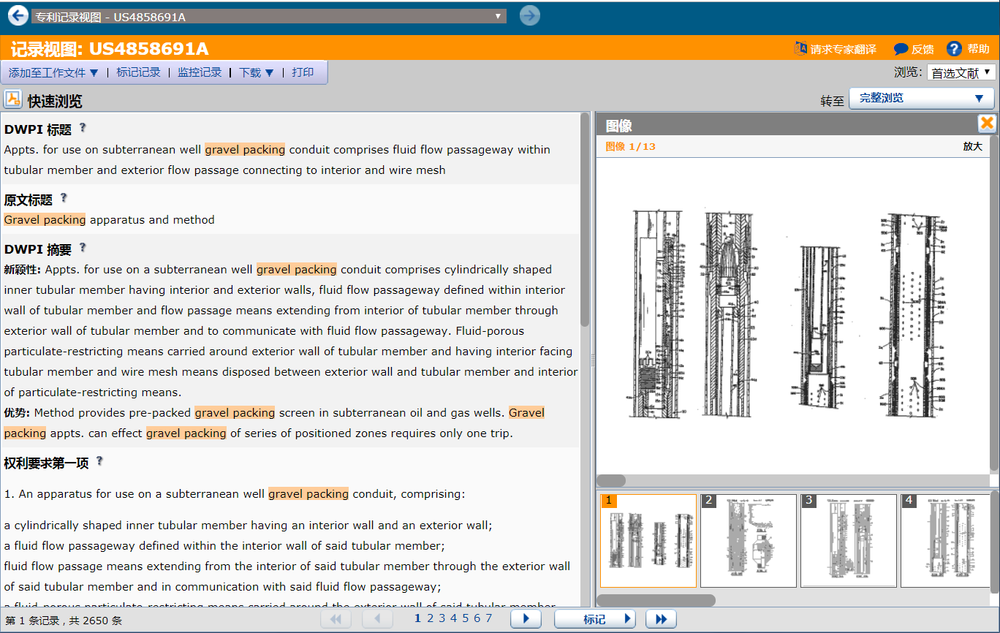 专利记录视图 - US4858691A
记录视图: US4858691A
请求专家翻译 反馈 帮助
添加至工作文件 | 标记记录 | 监控记录 | 下载 | 打印
浏览: 首选文献
快速浏览
转至 完整浏览
DWPI 标题 ?
Appts. for use on subterranean well gravel packing conduit comprises fluid flow passageway within
tubular member and exterior flow passage connecting to interior and wire mesh
原文标题 ?
Gravel packing apparatus and method
DWPI 摘要 ?
新颖性: Appts. for use on a subterranean well gravel packing conduit comprises cylindrically shaped
inner tubular member having interior and exterior walls, fluid flow passageway defined within interior
wall of tubular member and flow passage means extending from interior of tubular member through
exterior wall of tubular member and to communicate with fluid flow passageway. Fluid-porous
particulate-restricting means carried around exterior wall of tubular member and having interior facing
tubular member and wire mesh means disposed between exterior wall and tubular member and interior
of particulate-restricting means.
优势: Method provides pre-packed gravel packing screen in subterranean oil and gas wells. Gravel
packing appts. can effect gravel packing of series of positioned zones requires only one trip.
权利要求第一项 ?
1. An apparatus for use on a subterranean well gravel packing conduit, comprising:
a cylindrically shaped inner tubular member having an interior wall and an exterior wall;
a fluid flow passageway defined within the interior wall of said tubular member;
fluid flow passage means extending from the interior of said tubular member through the exterior wall
of said tubular member and in communication with said fluid flow passageway;
a fluid-porous particulate-restricting means carried around the exterior wall of said tubular member
图像
图像 1/13
放大
1 2 3 4
第 1 条记录 , 共 2650 条
1 2 3 4 5 6 7
标记